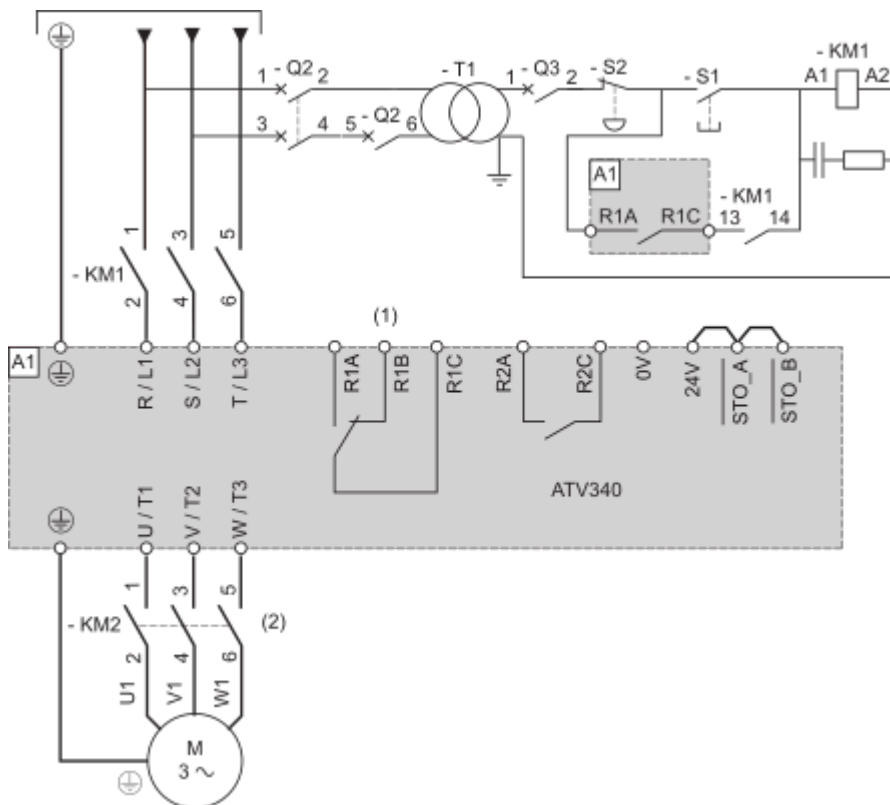 - KM1
- Q2
- T1
- Q3
- S2
- S1
A1
A2
1
2
1
2
3
4
5
- Q2
6
A1
R1A
R1C
- KM1
13
14
1
3
5
- KM1
2
4
6
(1)
A1
R / L1
S / L2
T / L3
R1A
R1B
R1C
R2A
R2C
0V
24V
STO_A
STO_B
ATV340
U / T1
V / T2
W / T3
1
3
5
- KM2
(2)
2
4
6
U1
V1
W1
M
3 ~